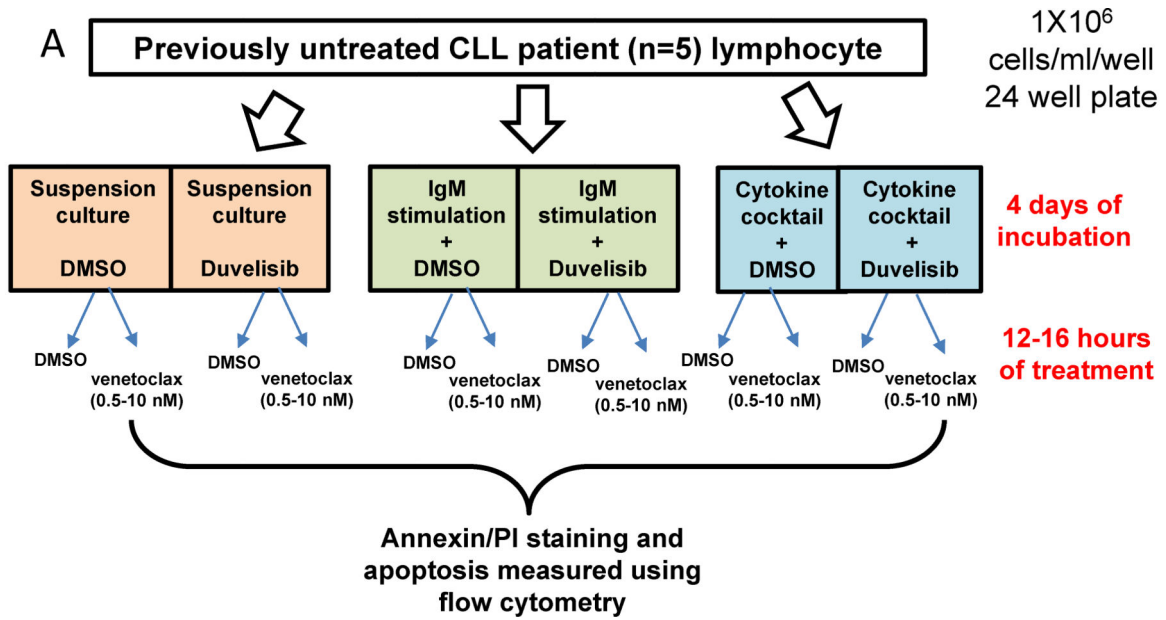 A
Previously untreated CLL patient (n=5) lymphocyte
1X10⁶
cells/ml/well
24 well plate
Suspension
culture
DMSO
Suspension
culture
Duvelisib
IgM
stimulation
+
DMSO
IgM
stimulation
+
Duvelisib
Cytokine
cocktail
+
DMSO
Cytokine
cocktail
+
Duvelisib
4 days of
incubation
DMSO
venetoclax
(0.5-10 nM)
DMSO
venetoclax
(0.5-10 nM)
DMSO
venetoclax
(0.5-10 nM)
DMSO
venetoclax
(0.5-10 nM)
DMSO
venetoclax
(0.5-10 nM)
DMSO
venetoclax
(0.5-10 nM)
12-16 hours
of treatment
Annexin/PI staining and
apoptosis measured using
flow cytometry